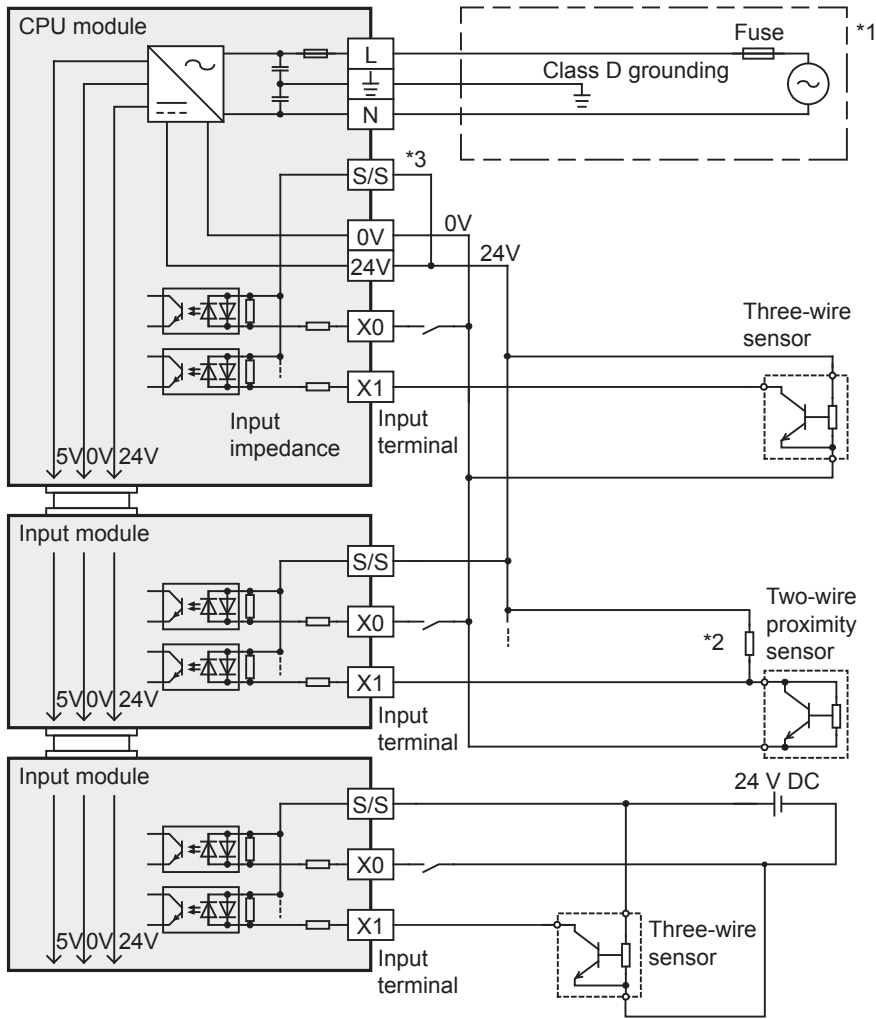 CPU module
L
N
Fuse
*1
Class D grounding
S/S
*3
0V
0V
24V
24V
X0
X1
Three-wire
sensor
Input
impedance
Input
terminal
5V 0V 24V
Input module
S/S
X0
X1
*2
Two-wire
proximity
sensor
Input
terminal
5V 0V 24V
Input module
S/S
24 V DC
X0
X1
Three-wire
sensor
Input
terminal
5V 0V 24V